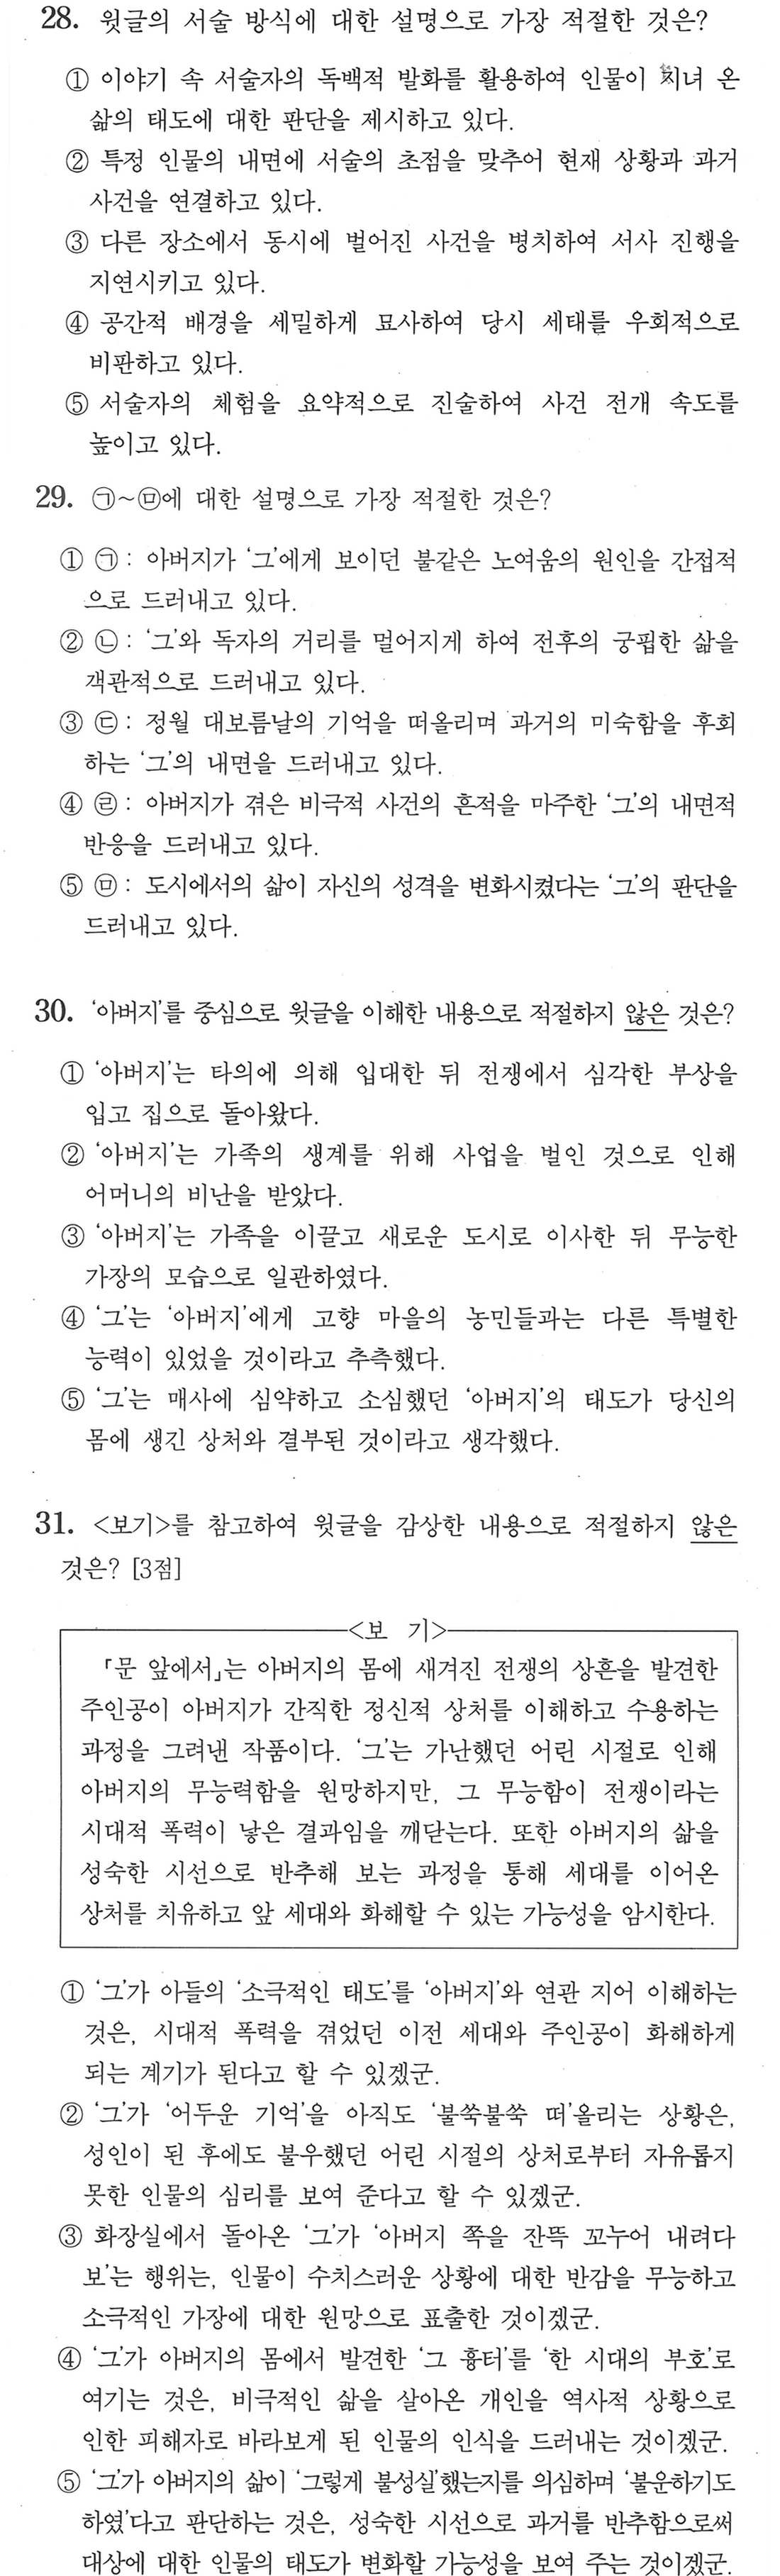 28. 윗글의 서술 방식에 대한 설명으로 가장 적절한 것은?
① 이야기 속 서술자의 독백적 발화를 활용하여 인물이 지녀 온
삶의 태도에 대한 판단을 제시하고 있다.
② 특정 인물의 내면에 서술의 초점을 맞추어 현재 상황과 과거
사건을 연결하고 있다.
③ 다른 장소에서 동시에 벌어진 사건을 병치하여 서사 진행을
지연시키고 있다.
④ 공간적 배경을 세밀하게 묘사하여 당시 세태를 우회적으로
비판하고 있다.
⑤ 서술자의 체험을 요약적으로 진술하여 사건 전개 속도를
높이고 있다.
29. ㉠～㉤에 대한 설명으로 가장 적절한 것은?
① ㉠ : 아버지가 ‘그’에게 보이던 불같은 노여움의 원인을 간접적
으로 드러내고 있다.
② ㉡ : ‘그’와 독자의 거리를 멀어지게 하여 전후의 궁핍한 삶을
객관적으로 드러내고 있다.
③ ㉢ : 정월 대보름날의 기억을 떠올리며 과거의 미숙함을 후회
하는 ‘그’의 내면을 드러내고 있다.
④ ㉣ : 아버지가 겪은 비극적 사건의 흔적을 마주한 ‘그’의 내면적
반응을 드러내고 있다.
⑤ ㉤ : 도시에서의 삶이 자신의 성격을 변화시켰다는 ‘그’의 판단을
드러내고 있다.
30. ‘아버지’를 중심으로 윗글을 이해한 내용으로 적절하지 않은 것은?
① ‘아버지’는 타의에 의해 입대한 뒤 전쟁에서 심각한 부상을
입고 집으로 돌아왔다.
② ‘아버지’는 가족의 생계를 위해 사업을 벌인 것으로 인해
어머니의 비난을 받았다.
③ ‘아버지’는 가족을 이끌고 새로운 도시로 이사한 뒤 무능한
가장의 모습으로 일관하였다.
④ ‘그’는 ‘아버지’에게 고향 마을의 농민들과는 다른 특별한
능력이 있었을 것이라고 추측했다.
⑤ ‘그’는 매사에 심약하고 소심했던 ‘아버지’의 태도가 당신의
몸에 생긴 상처와 결부된 것이라고 생각했다.
31. <보기>를 참고하여 윗글을 감상한 내용으로 적절하지 않은
것은? [3점]
<보 기>
「문 앞에서」는 아버지의 몸에 새겨진 전쟁의 상흔을 발견한
주인공이 아버지가 간직한 정신적 상처를 이해하고 수용하는
과정을 그려낸 작품이다. ‘그’는 가난했던 어린 시절로 인해
아버지의 무능력함을 원망하지만, 그 무능함이 전쟁이라는
시대적 폭력이 낳은 결과임을 깨닫는다. 또한 아버지의 삶을
성숙한 시선으로 반추해 보는 과정을 통해 세대를 이어온
상처를 치유하고 앞 세대와 화해할 수 있는 가능성을 암시한다.
① ‘그’가 아들의 ‘소극적인 태도’를 ‘아버지’와 연관 지어 이해하는
것은, 시대적 폭력을 겪었던 이전 세대와 주인공이 화해하게
되는 계기가 된다고 할 수 있겠군.
② ‘그’가 ‘어두운 기억’을 아직도 ‘불쑥불쑥 떠’올리는 상황은,
성인이 된 후에도 불우했던 어린 시절의 상처로부터 자유롭지
못한 인물의 심리를 보여 준다고 할 수 있겠군.
③ 화장실에서 돌아온 ‘그’가 ‘아버지 쪽을 잔뜩 꼬누어 내려다
보’는 행위는, 인물이 수치스러운 상황에 대한 반감을 무능하고
소극적인 가장에 대한 원망으로 표출한 것이겠군.
④ ‘그’가 아버지의 몸에서 발견한 ‘그 흉터’를 ‘한 시대의 부호’로
여기는 것은, 비극적인 삶을 살아온 개인을 역사적 상황으로
인한 피해자로 바라보게 된 인물의 인식을 드러내는 것이겠군.
⑤ ‘그’가 아버지의 삶이 ‘그렇게 불성실’했는지를 의심하며 ‘불운하기도
하였’다고 판단하는 것은, 성숙한 시선으로 과거를 반추함으로써
대상에 대한 인물의 태도가 변화할 가능성을 보여 주는 것이겠군.